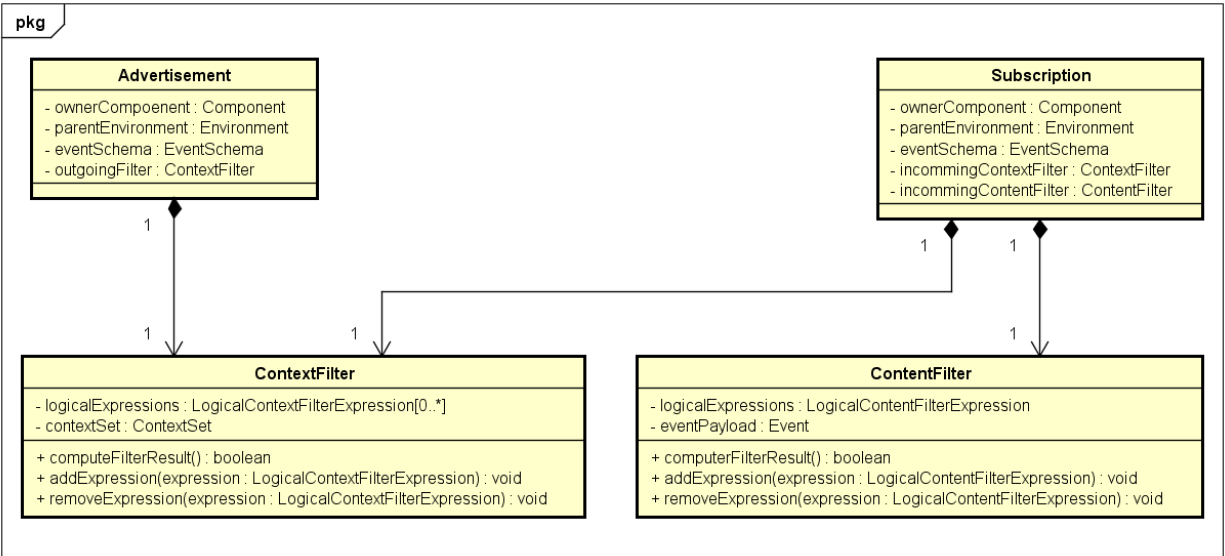 pkg
Advertisement
- ownerCompoenent : Component
- parentEnvironment : Environment
- eventSchema : EventSchema
- outgoingFilter : ContextFilter
Subscription
- ownerComponent : Component
- parentEnvironment : Environment
- eventSchema : EventSchema
- incommingContextFilter : ContextFilter
- incommingContentFilter : ContentFilter
1
1
1
1
1
1
ContextFilter
- logicalExpressions : LogicalContextFilterExpression[0..*]
- contextSet : ContextSet
+ computeFilterResult() : boolean
+ addExpression(expression : LogicalContextFilterExpression) : void
+ removeExpression(expression : LogicalContextFilterExpression) : void
ContentFilter
- logicalExpressions : LogicalContentFilterExpression
- eventPayload : Event
+ computerFilterResult() : boolean
+ addExpression(expression : LogicalContentFilterExpression) : void
+ removeExpression(expression : LogicalContentFilterExpression) : void